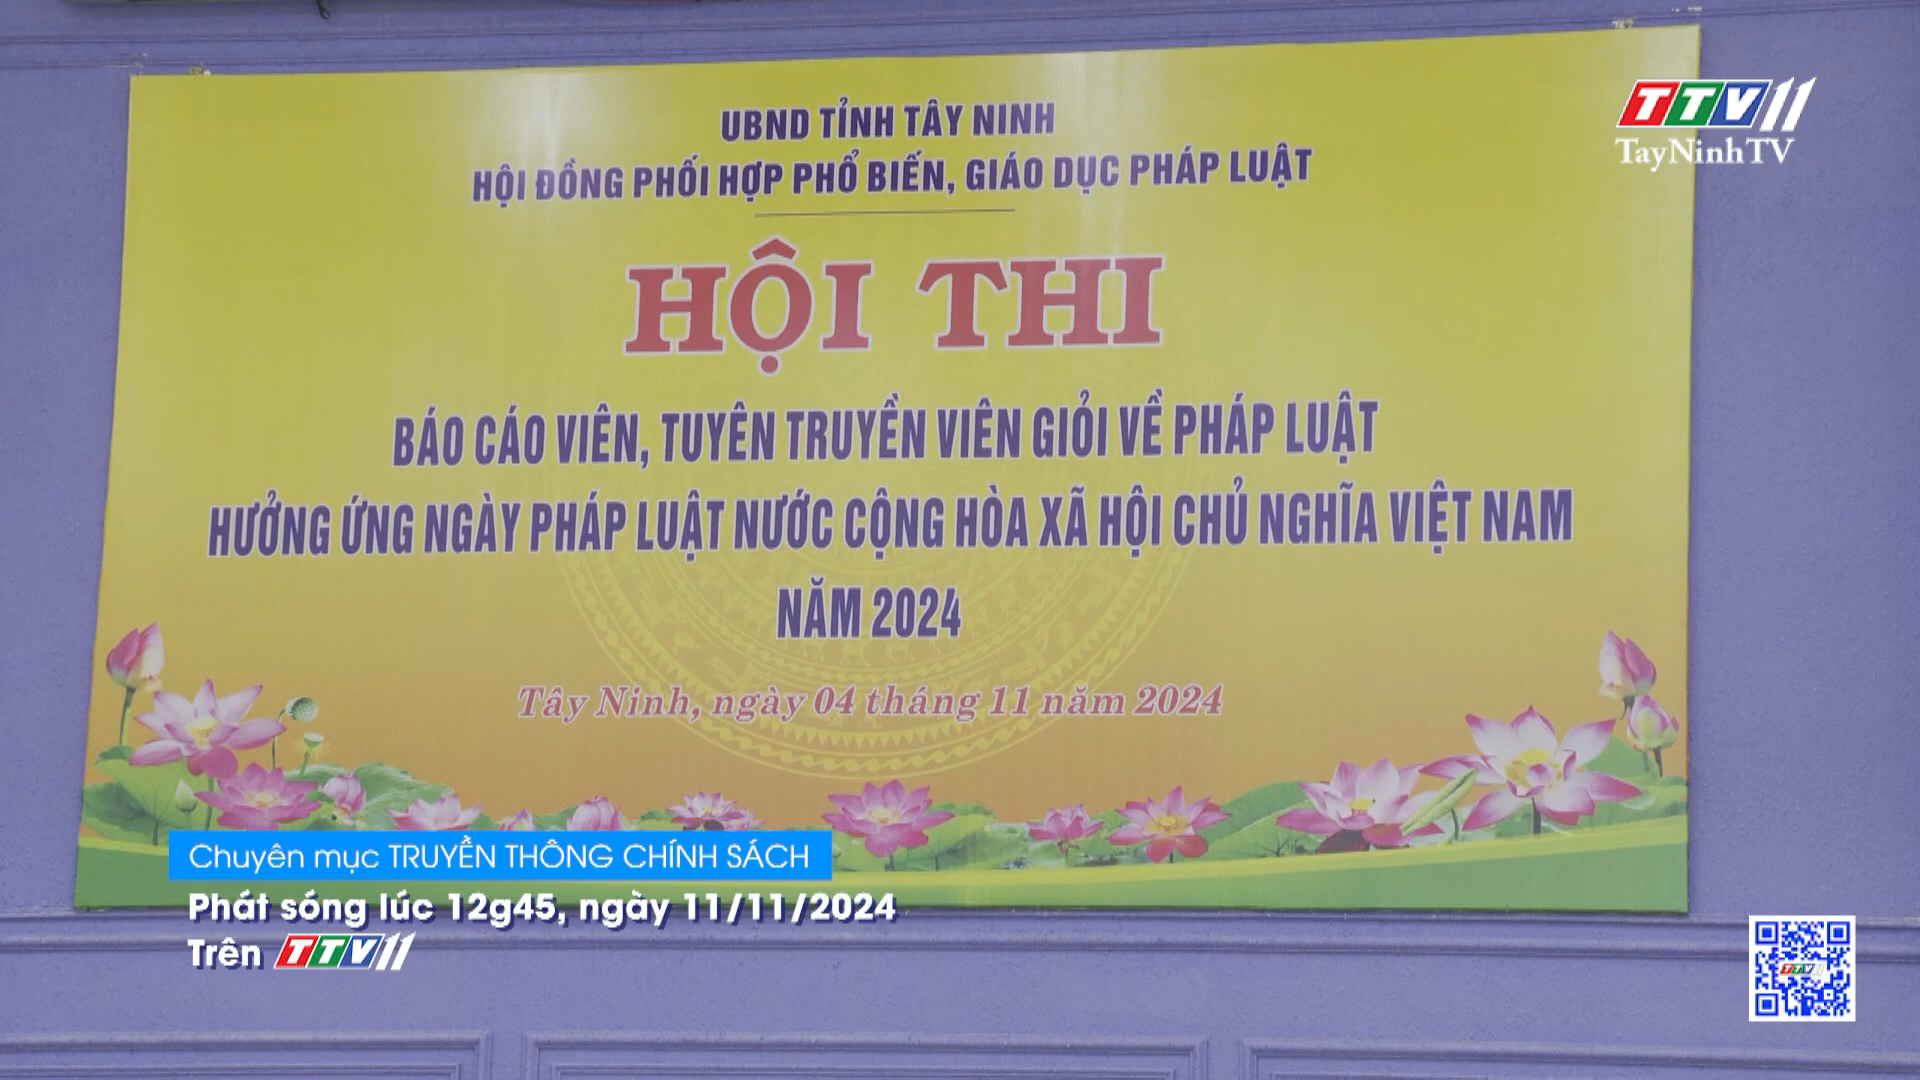 UBND TỈNH TÂY NINH
HỘI ĐỒNG PHỐI HỢP PHỔ BIẾN, GIÁO DỤC PHÁP LUẬT
HỘI THI
BÁO CÁO VIÊN, TUYÊN TRUYỀN VIÊN GIỎI VỀ PHÁP LUẬT
HƯỞNG ỨNG NGÀY PHÁP LUẬT NƯỚC CỘNG HÒA XÃ HỘI CHỦ NGHĨA VIỆT NAM
NĂM 2024
Tây Ninh, ngày 04 tháng 11 năm 2024
TTV11
TayNinhTV
Chuyên mục TRUYỀN THÔNG CHÍNH SÁCH
Phát sóng lúc 12g45, ngày 11/11/2024
Trên TTV11
TTV11